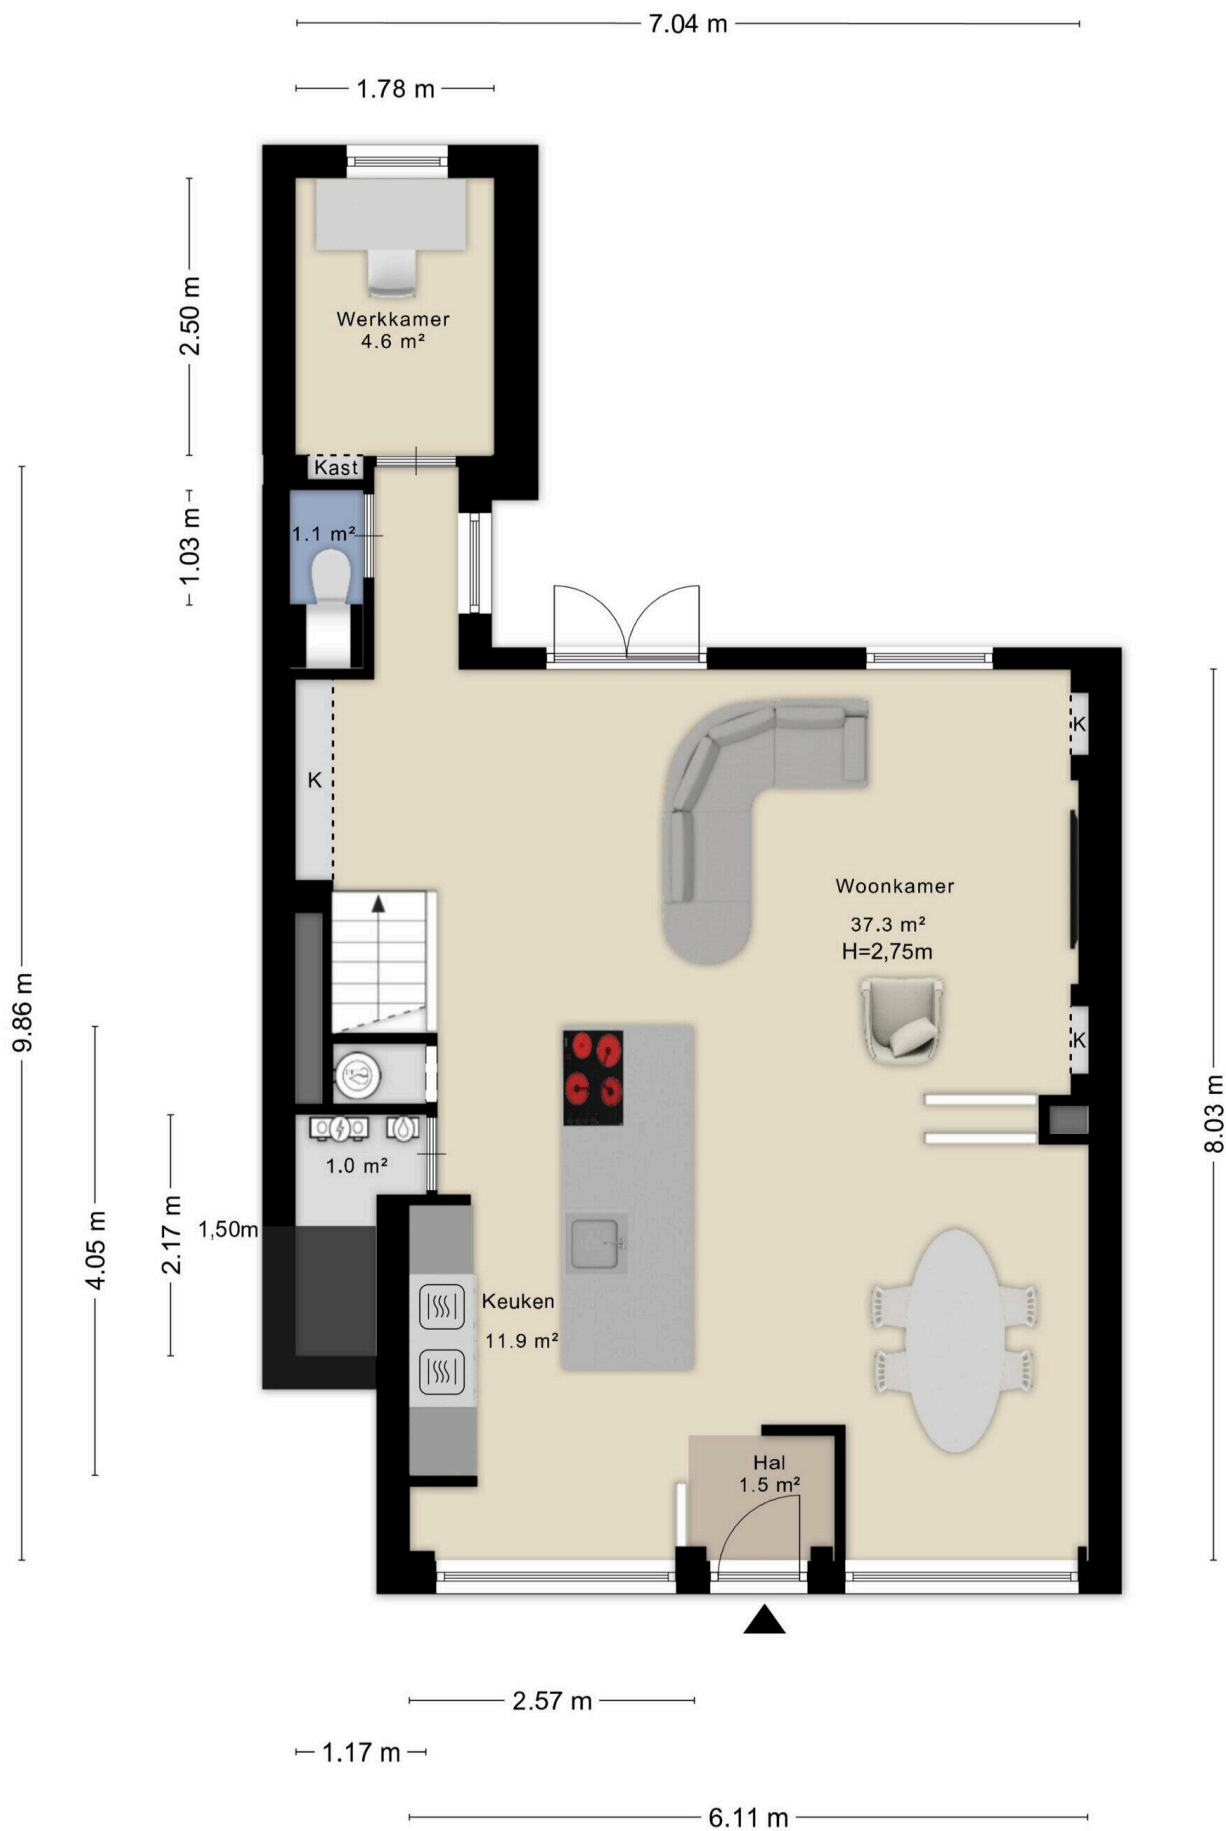 7.04 m
1.78 m
2.50 m
Werkkamer
4.6 m²
Kast
1.03 m
1.1 m²
K
K
Woonkamer
37.3 m²
H=2,75m
9.86 m
K
8.03 m
4.05 m
2.17 m
1.0 m²
1,50m
Keuken
11.9 m²
Hal
1.5 m²
2.57 m
1.17 m
6.11 m